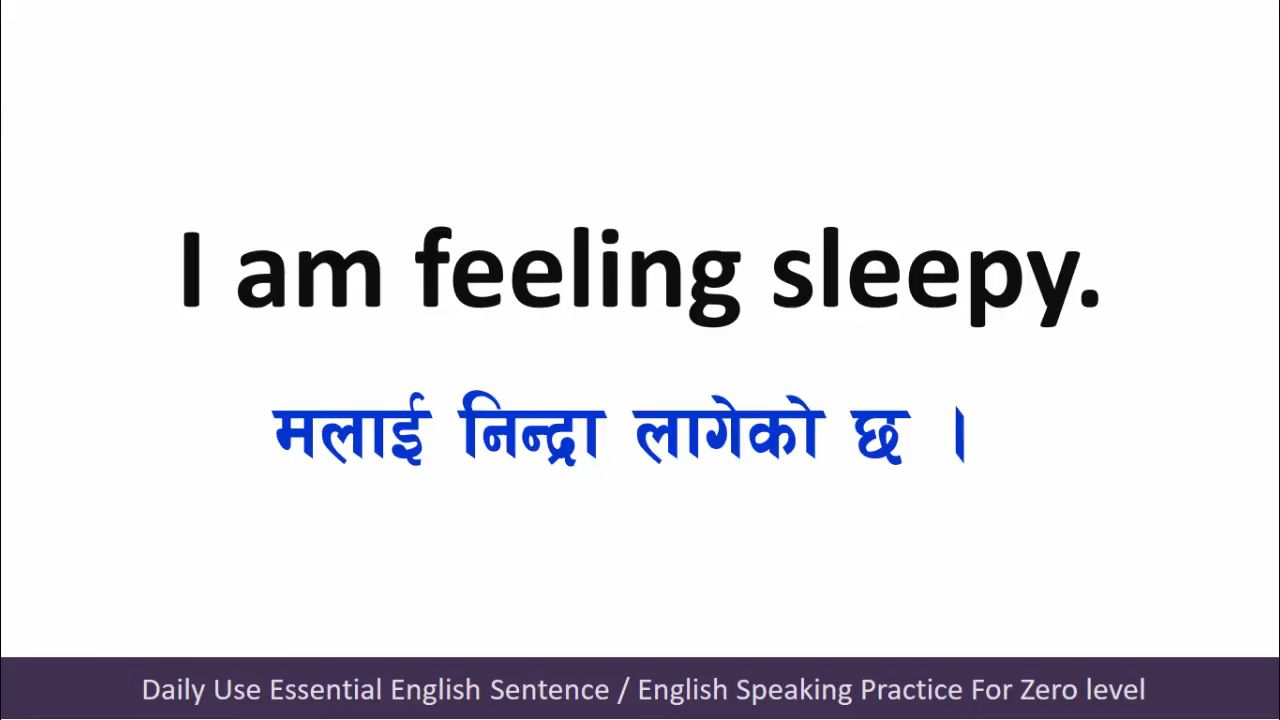 I am feeling sleepy.
मलाई निन्द्रा लागेको छ ।
Daily Use Essential English Sentence / English Speaking Practice For Zero level